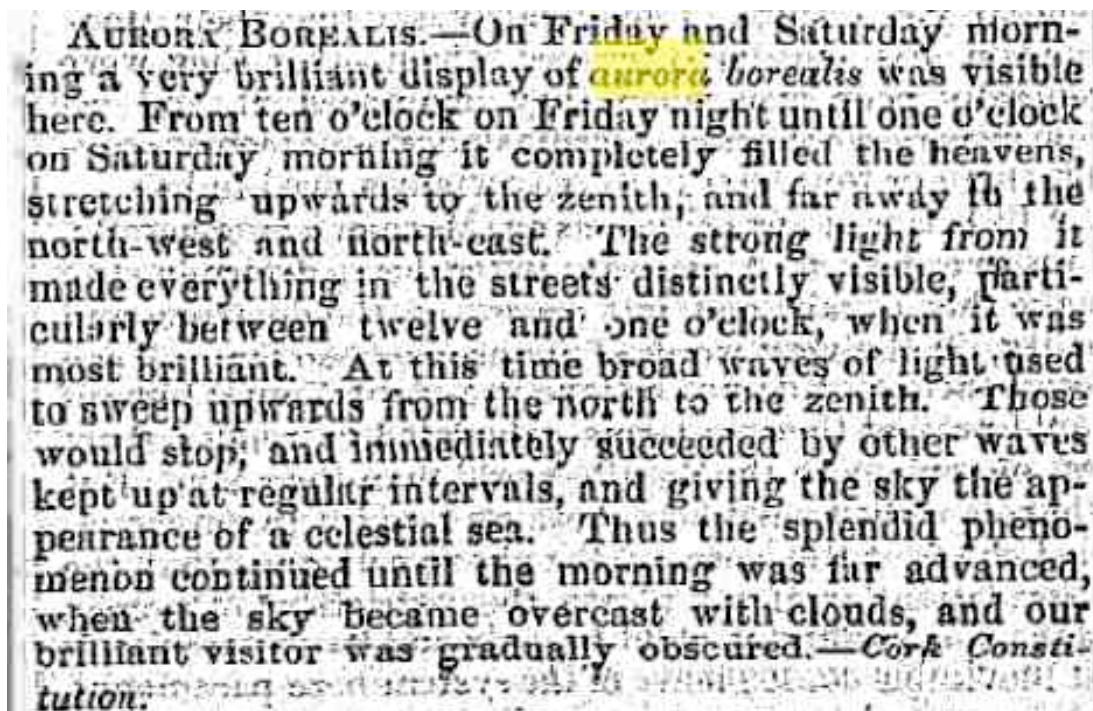 AURORA BOREALIS.—On Friday and Saturday morn-
ing a very brilliant display of aurora borealis was visible
here. From ten o'clock on Friday night until one o'clock
on Saturday morning it completely filled the heavens,
stretching upwards to the zenith, and far away to the
north-west and north-east. The strong light from it
made everything in the streets distinctly visible, parti-
cularly between twelve and one o'clock, when it was
most brilliant. At this time broad waves of light used
to sweep upwards from the north to the zenith. Those
would stop, and immediately succeeded by other waves
kept up at regular intervals, and giving the sky the ap-
pearance of a celestial sea. Thus the splendid pheno-
menon continued until the morning was far advanced,
when the sky became overcast with clouds, and our
brilliant visitor was gradually obscured.—Cork Consti-
tution.